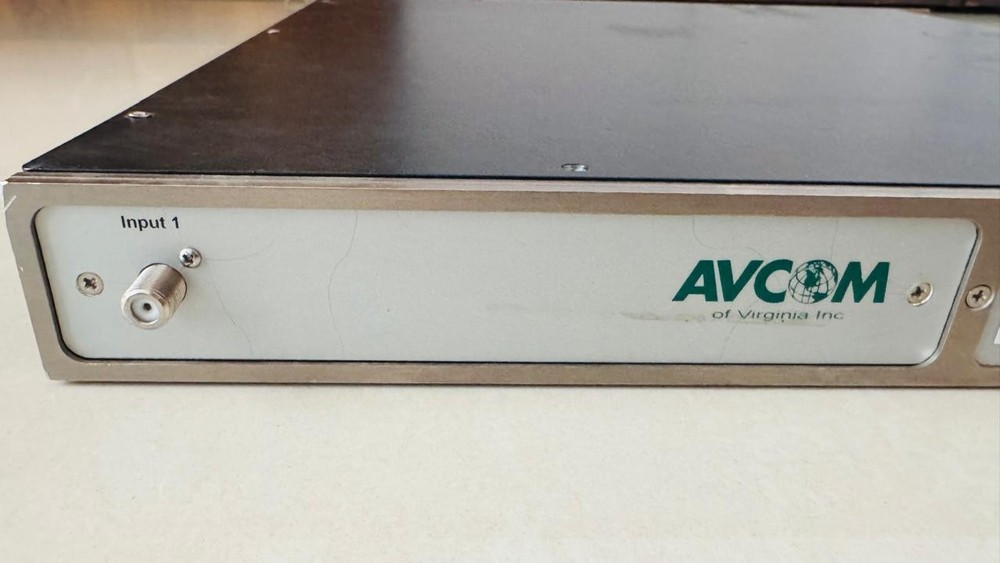 Input 1
AVCOM
of Virginia Inc